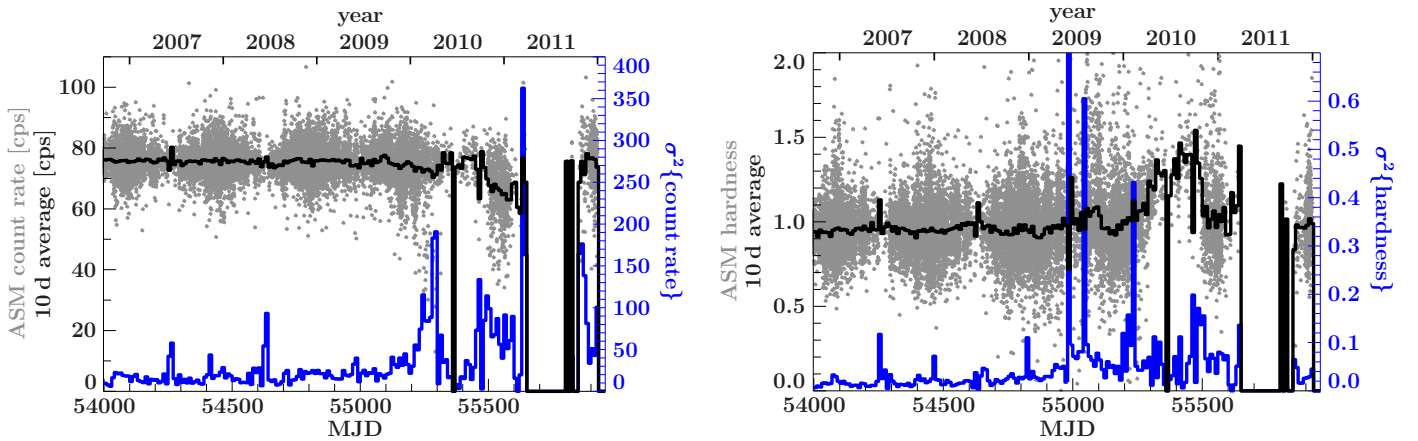 year
2007 2008 2009 2010 2011
ASM count rate [cps]
10 d average [cps]
100
80
60
40
20
0
400
350
300
250
200
150
100
50
0
σ²{count rate}
54000 54500 55000 55500
MJD
year
2007 2008 2009 2010 2011
ASM hardness
10 d average
2.0
1.5
1.0
0.5
0.0
0.6
0.5
0.4
0.3
0.2
0.1
0.0
σ²{hardness}
54000 54500 55000 55500
MJD